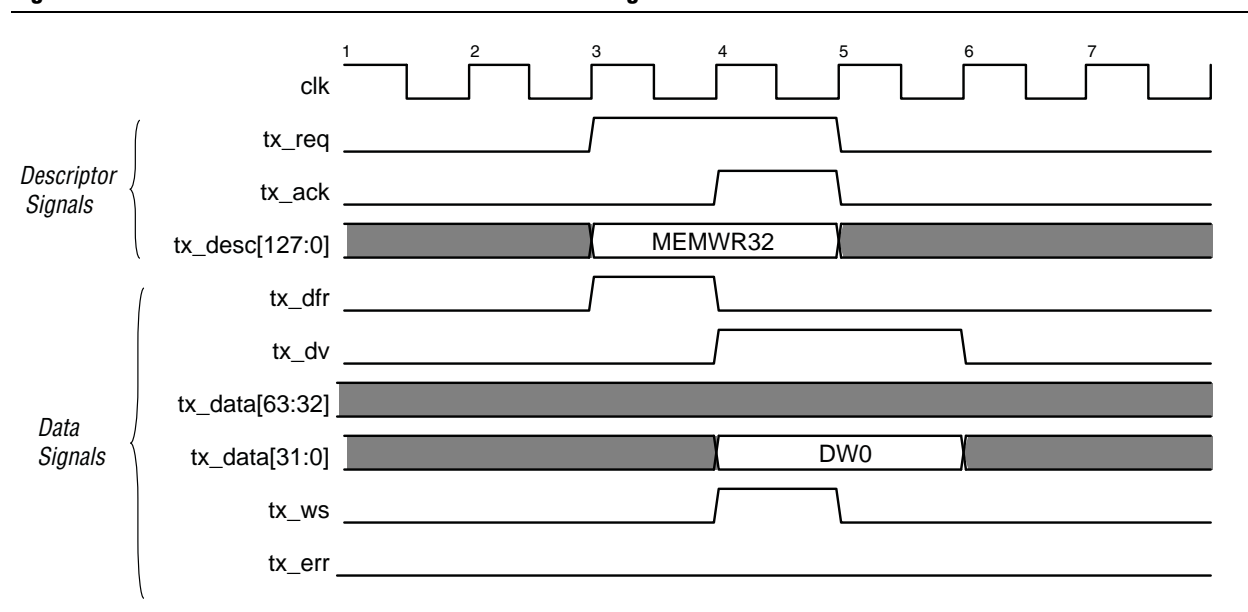 1 2 3 4 5 6 7
clk
tx_req
Descriptor
Signals
tx_ack
tx_desc[127:0]
MEMWR32
tx_dfr
tx_dv
tx_data[63:32]
Data
Signals
tx_data[31:0]
DW0
tx_ws
tx_err